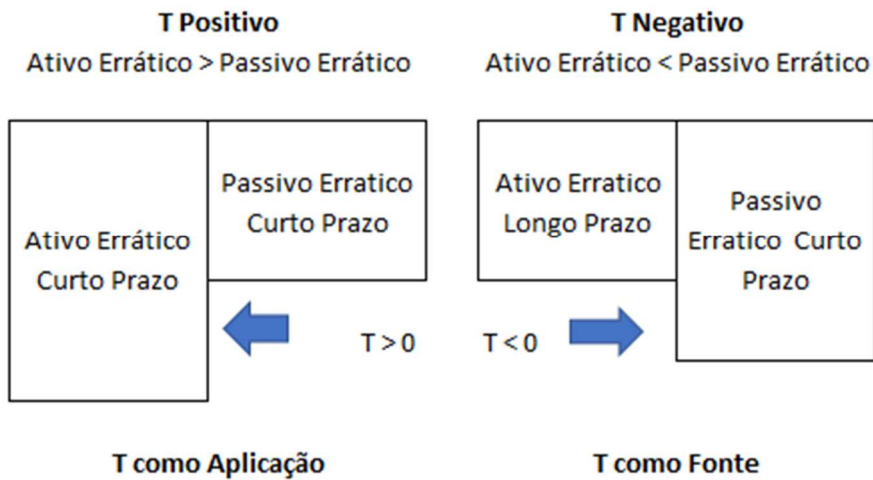 T Positivo
Ativo Errático > Passivo Errático
Ativo Errático
Curto Prazo
Passivo Erratico
Curto Prazo
T > 0
T como Aplicação
T Negativo
Ativo Errático < Passivo Errático
Ativo Erratico
Longo Prazo
Passivo
Erratico Curto
Prazo
T < 0
T como Fonte